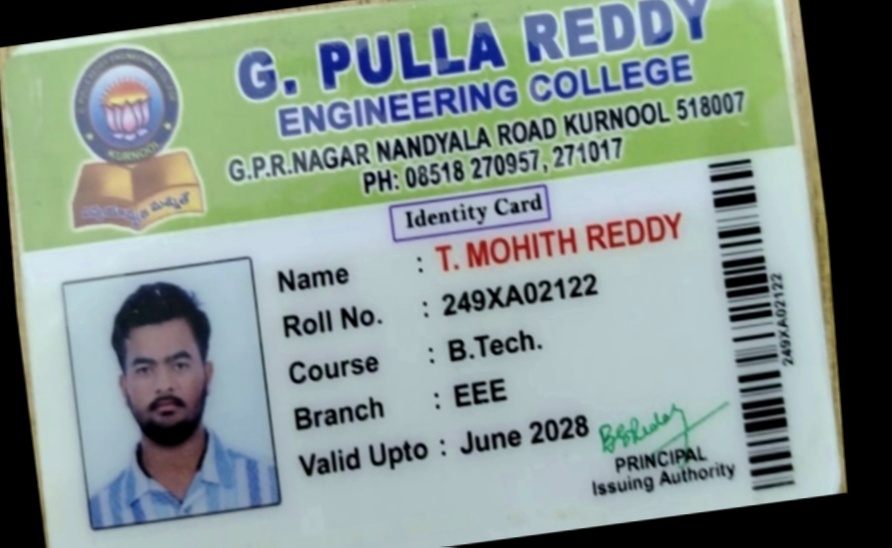 G. PULLA REDDY
ENGINEERING COLLEGE
G.P.R.NAGAR NANDYALA ROAD KURNOOL 518007
PH: 08518 270957, 271017
KURNOOL
Identity Card
Name : T. MOHITH REDDY
Roll No. : 249XA02122
Course : B.Tech.
Branch : EEE
Valid Upto : June 2028
PRINCIPAL
Issuing Authority
249XA02122